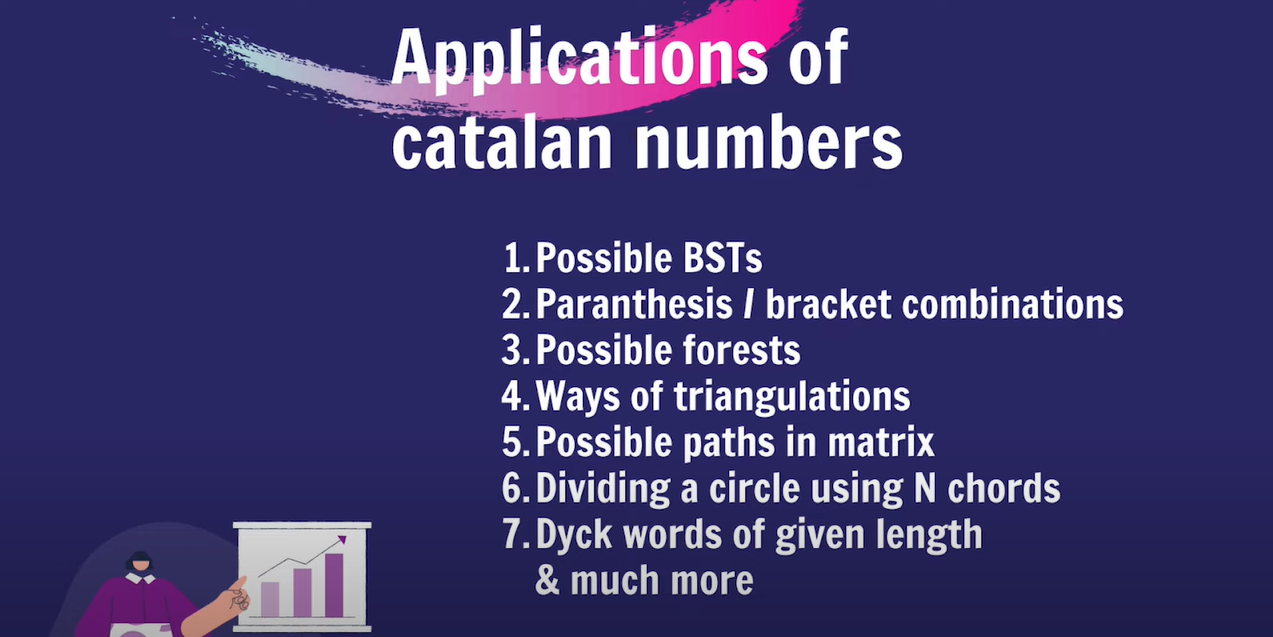 Applications of
catalan numbers
1. Possible BSTs
2. Paranthesis / bracket combinations
3. Possible forests
4. Ways of triangulations
5. Possible paths in matrix
6. Dividing a circle using N chords
7. Dyck words of given length
& much more